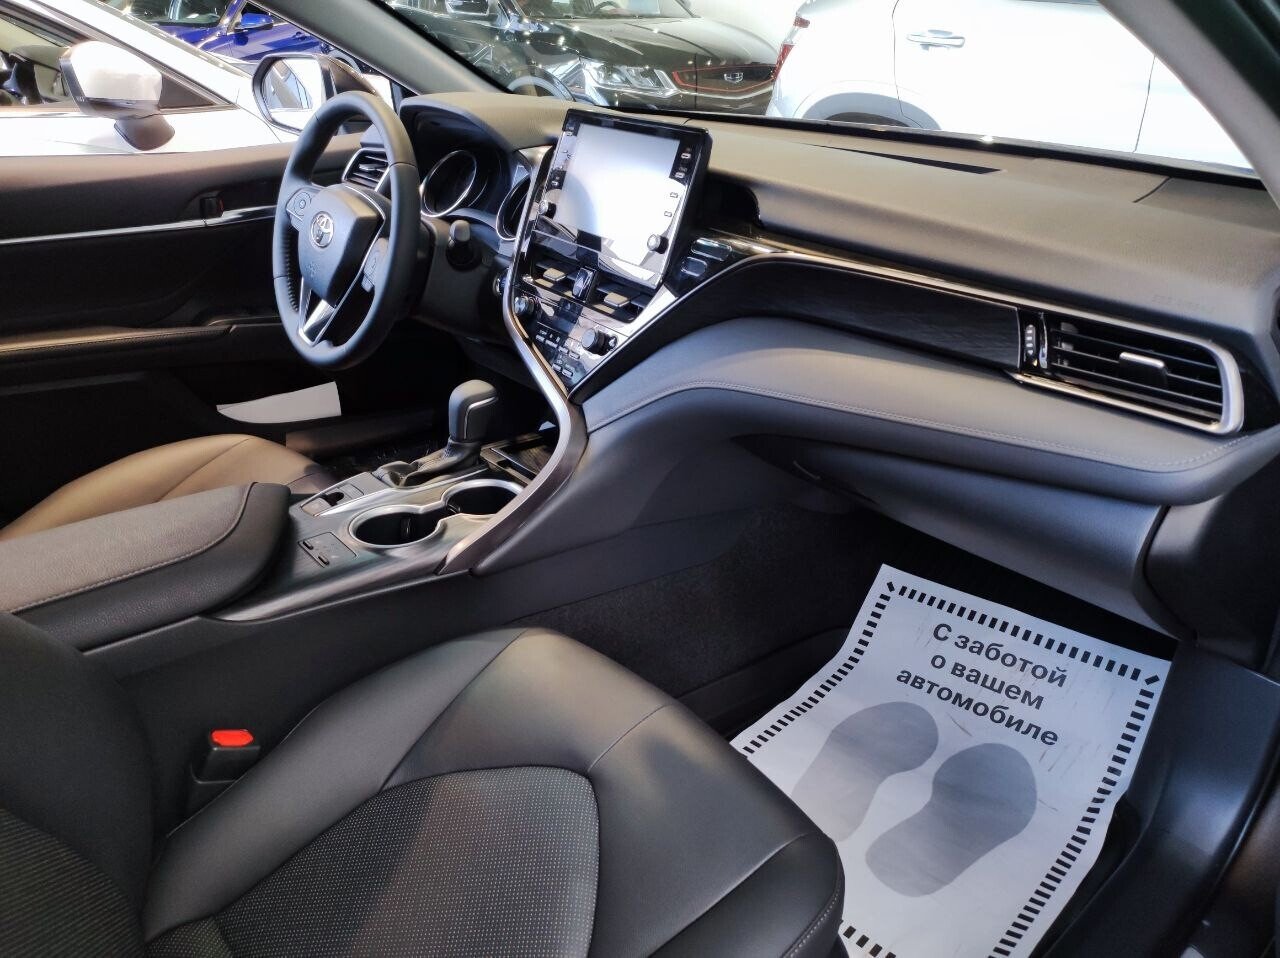 С заботой
о вашем
автомобиле